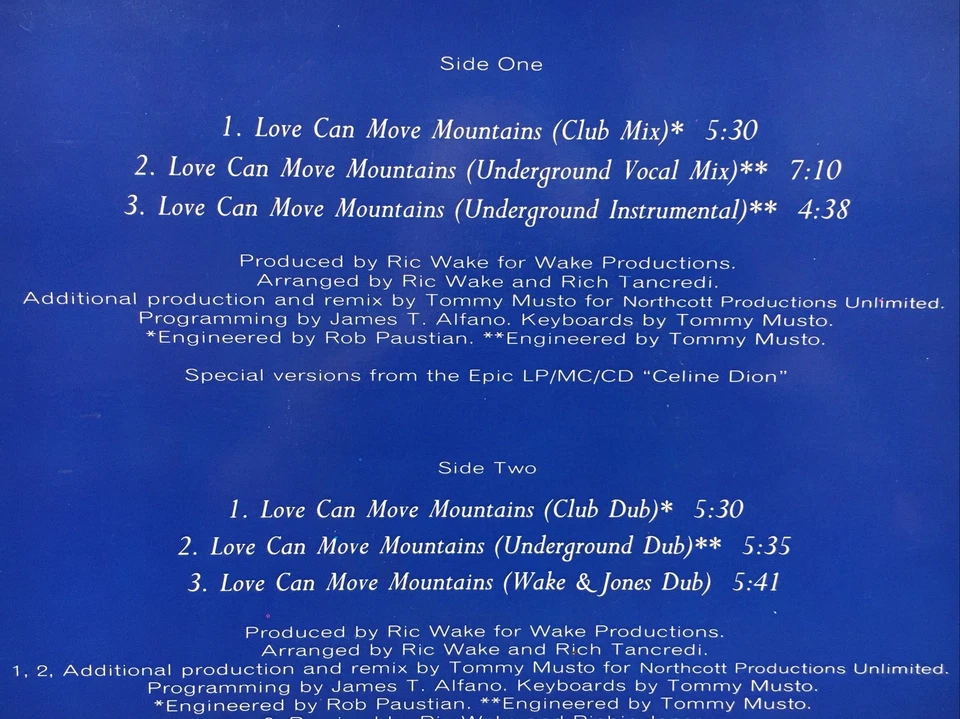 Side One
1. Love Can Move Mountains (Club Mix)* 5:30
2. Love Can Move Mountains (Underground Vocal Mix)** 7:10
3. Love Can Move Mountains (Underground Instrumental)** 4:38
Produced by Ric Wake for Wake Productions.
Arranged by Ric Wake and Rich Tancredi.
Additional production and remix by Tommy Musto for Northcott Productions Unlimited.
Programming by James T. Alfano. Keyboards by Tommy Musto.
*Engineered by Rob Paustian. **Engineered by Tommy Musto.
Special versions from the Epic LP/MC/CD “Celine Dion”
Side Two
1. Love Can Move Mountains (Club Dub)* 5:30
2. Love Can Move Mountains (Underground Dub)** 5:35
3. Love Can Move Mountains (Wake & Jones Dub) 5:41
Produced by Ric Wake for Wake Productions.
Arranged by Ric Wake and Rich Tancredi.
1, 2, Additional production and remix by Tommy Musto for Northcott Productions Unlimited.
Programming by James T. Alfano. Keyboards by Tommy Musto.
*Engineered by Rob Paustian. **Engineered by Tommy Musto.